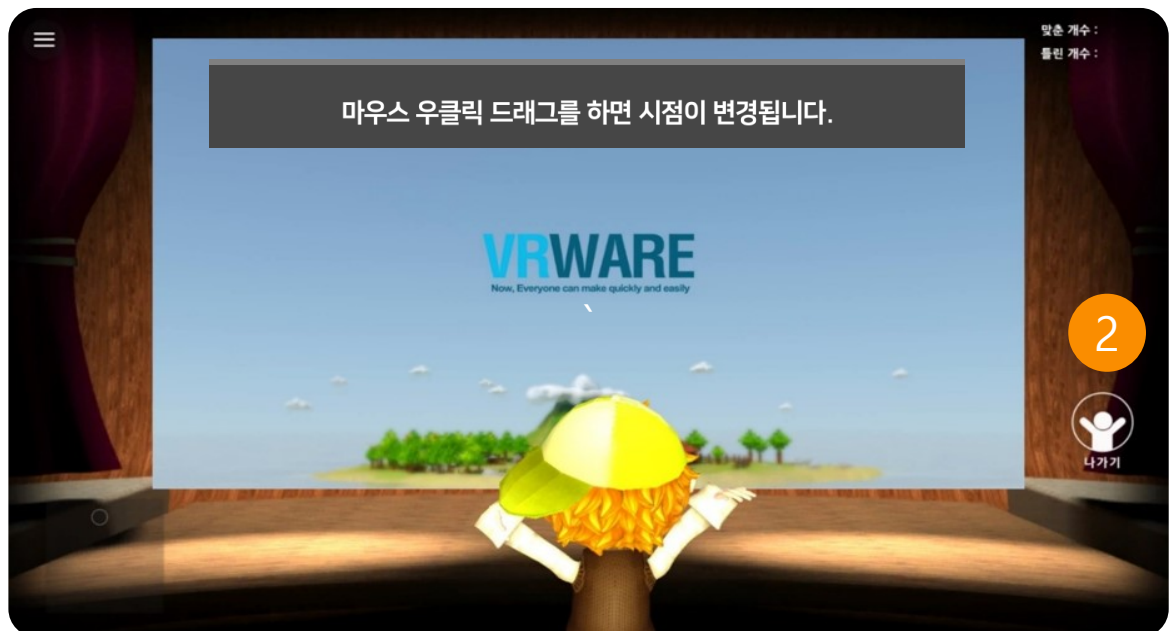 맞춘 개수 :
틀린 개수 :
마우스 우클릭 드래그를 하면 시점이 변경됩니다.
VRWARE
Now, Everyone can make quickly and easily
`
2
나가기